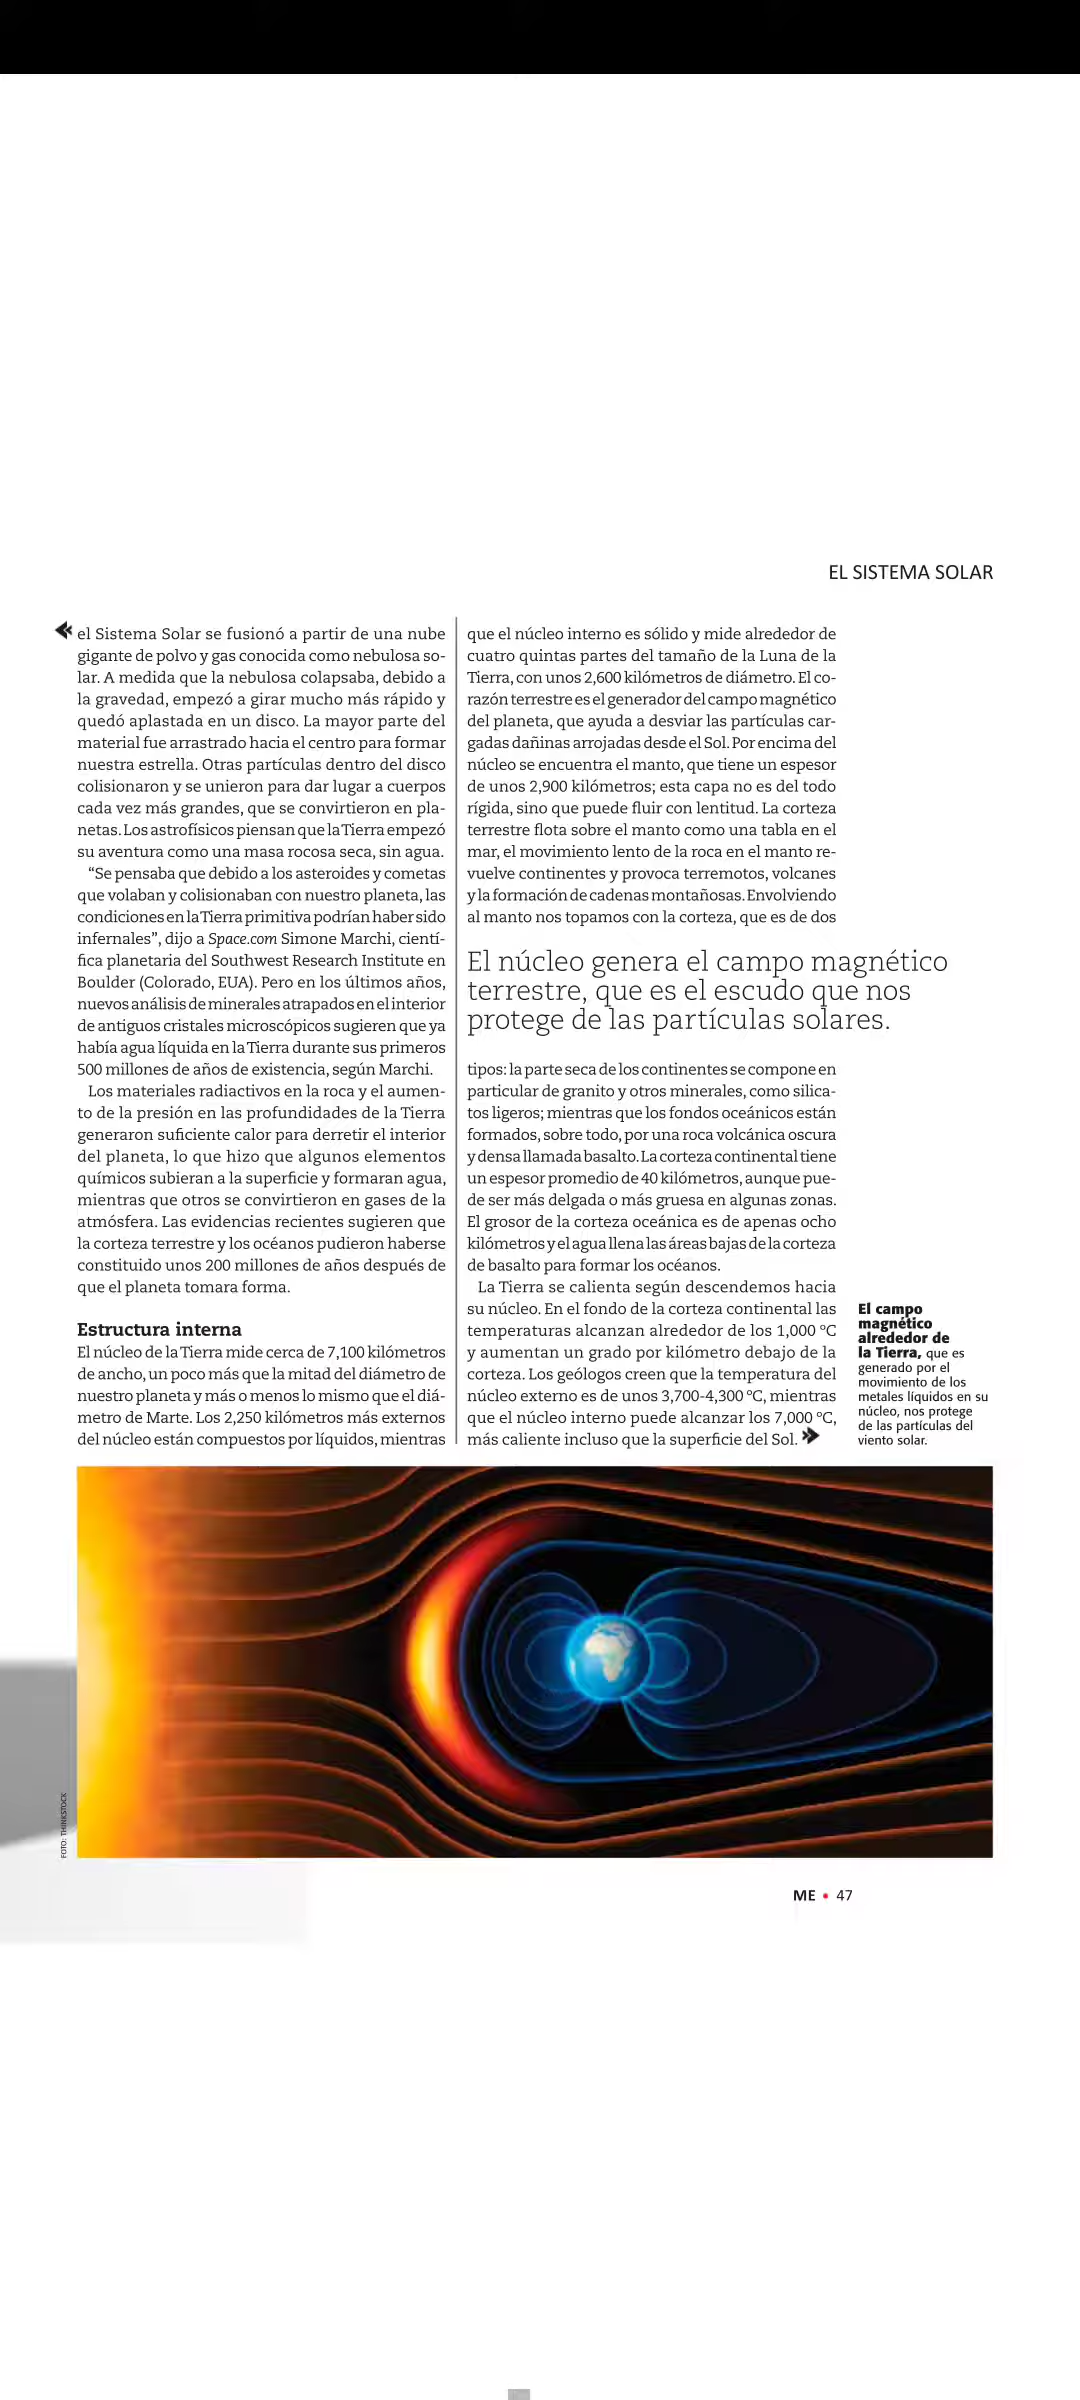 EL SISTEMA SOLAR
el Sistema Solar se fusionó a partir de una nube
gigante de polvo y gas conocida como nebulosa so-
lar. A medida que la nebulosa colapsaba, debido a
la gravedad, empezó a girar mucho más rápido y
quedó aplastada en un disco. La mayor parte del
material fue arrastrado hacia el centro para formar
nuestra estrella. Otras partículas dentro del disco
colisionaron y se unieron para dar lugar a cuerpos
cada vez más grandes, que se convirtieron en pla-
netas. Los astrofísicos piensan que la Tierra empezó
su aventura como una masa rocosa seca, sin agua.
“Se pensaba que debido a los asteroides y cometas
que volaban y colisionaban con nuestro planeta, las
condiciones en la Tierra primitiva podrían haber sido
infernales”, dijo a Space.com Simone Marchi, cientí-
fica planetaria del Southwest Research Institute en
Boulder (Colorado, EUA). Pero en los últimos años,
nuevos análisis de minerales atrapados en el interior
de antiguos cristales microscópicos sugieren que ya
había agua líquida en la Tierra durante sus primeros
500 millones de años de existencia, según Marchi.
Los materiales radiactivos en la roca y el aumen-
to de la presión en las profundidades de la Tierra
generaron suficiente calor para derretir el interior
del planeta, lo que hizo que algunos elementos
químicos subieran a la superficie y formaran agua,
mientras que otros se convirtieron en gases de la
atmósfera. Las evidencias recientes sugieren que
la corteza terrestre y los océanos pudieron haberse
constituido unos 200 millones de años después de
que el planeta tomara forma.
Estructura interna
El núcleo de la Tierra mide cerca de 7,100 kilómetros
de ancho, un poco más que la mitad del diámetro de
nuestro planeta y más o menos lo mismo que el diá-
metro de Marte. Los 2,250 kilómetros más externos
del núcleo están compuestos por líquidos, mientras
que el núcleo interno es sólido y mide alrededor de
cuatro quintas partes del tamaño de la Luna de la
Tierra, con unos 2,600 kilómetros de diámetro. El co-
razón terrestre es el generador del campo magnético
del planeta, que ayuda a desviar las partículas car-
gadas dañinas arrojadas desde el Sol. Por encima del
núcleo se encuentra el manto, que tiene un espesor
de unos 2,900 kilómetros; esta capa no es del todo
rígida, sino que puede fluir con lentitud. La corteza
terrestre flota sobre el manto como una tabla en el
mar, el movimiento lento de la roca en el manto re-
vuelve continentes y provoca terremotos, volcanes
y la formación de cadenas montañosas. Envolviendo
al manto nos topamos con la corteza, que es de dos
El núcleo genera el campo magnético
terrestre, que es el escudo que nos
protege de las partículas solares.
tipos: la parte seca de los continentes se compone en
particular de granito y otros minerales, como silica-
tos ligeros; mientras que los fondos oceánicos están
formados, sobre todo, por una roca volcánica oscura
y densa llamada basalto. La corteza continental tiene
un espesor promedio de 40 kilómetros, aunque pue-
de ser más delgada o más gruesa en algunas zonas.
El grosor de la corteza oceánica es de apenas ocho
kilómetros y el agua llena las áreas bajas de la corteza
de basalto para formar los océanos.
La Tierra se calienta según descendemos hacia
su núcleo. En el fondo de la corteza continental las
temperaturas alcanzan alrededor de los 1,000 ºC
y aumentan un grado por kilómetro debajo de la
corteza. Los geólogos creen que la temperatura del
núcleo externo es de unos 3,700-4,300 ºC, mientras
que el núcleo interno puede alcanzar los 7,000 ºC,
más caliente incluso que la superficie del Sol.
El campo
magnético
alrededor de
la Tierra, que es
generado por el
movimiento de los
metales líquidos en su
núcleo, nos protege
de las partículas del
viento solar.
FOTO: THINKSTOCK
ME • 47